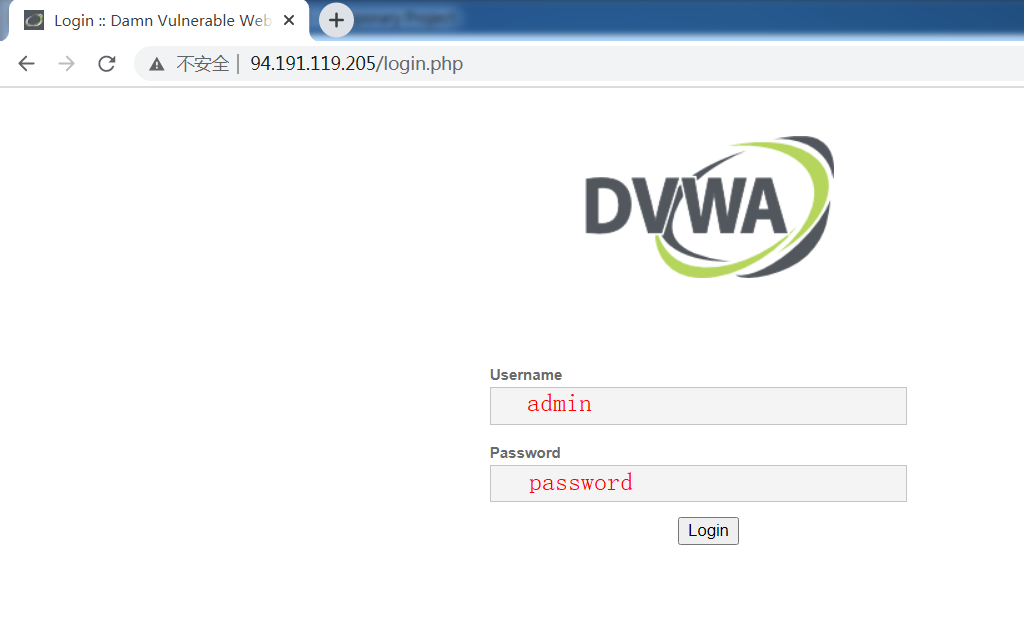 Login :: Damn Vulnerable Web
不安全 | 94.191.119.205/login.php
DVWA
Username
admin
Password
password
Login